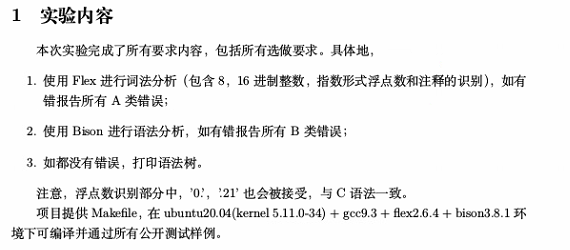 1 实验内容
本次实验完成了所有要求内容，包括所有选做要求。具体地，
1. 使用 Flex 进行词法分析（包含 8，16 进制整数，指数形式浮点数和注释的识别），如有
错报告所有 A 类错误；
2. 使用 Bison 进行语法分析，如有错报告所有 B 类错误；
3. 如都没有错误，打印语法树。
注意，浮点数识别部分中，'0.'，'.21' 也会被接受，与 C 语法一致。
项目提供 Makefile，在 ubuntu20.04(kernel 5.11.0-34) + gcc9.3 + flex2.6.4 + bison3.8.1 环
境下可编译并通过所有公开测试样例。